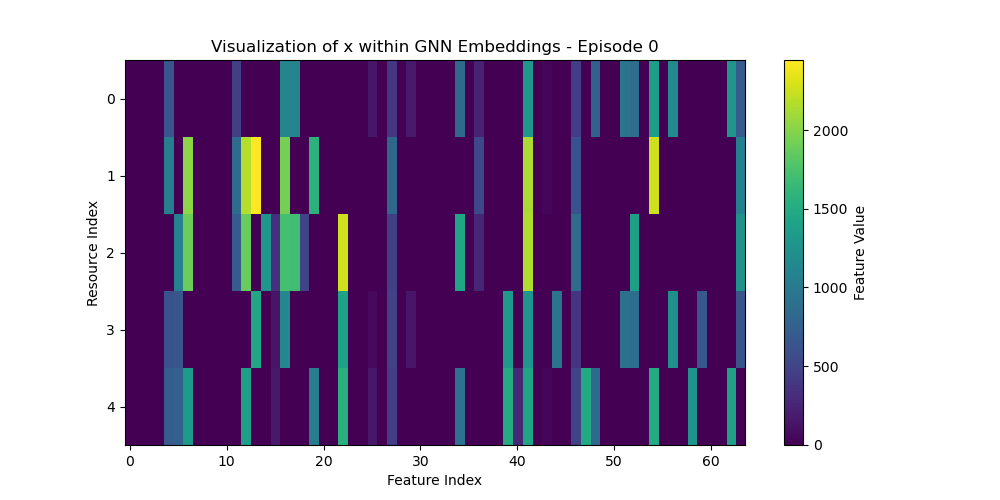 Visualization of x within GNN Embeddings - Episode 0
Resource Index
0
1
2
3
4
0 10 20 30 40 50 60
Feature Index
2000
1500
1000
500
0
Feature Value